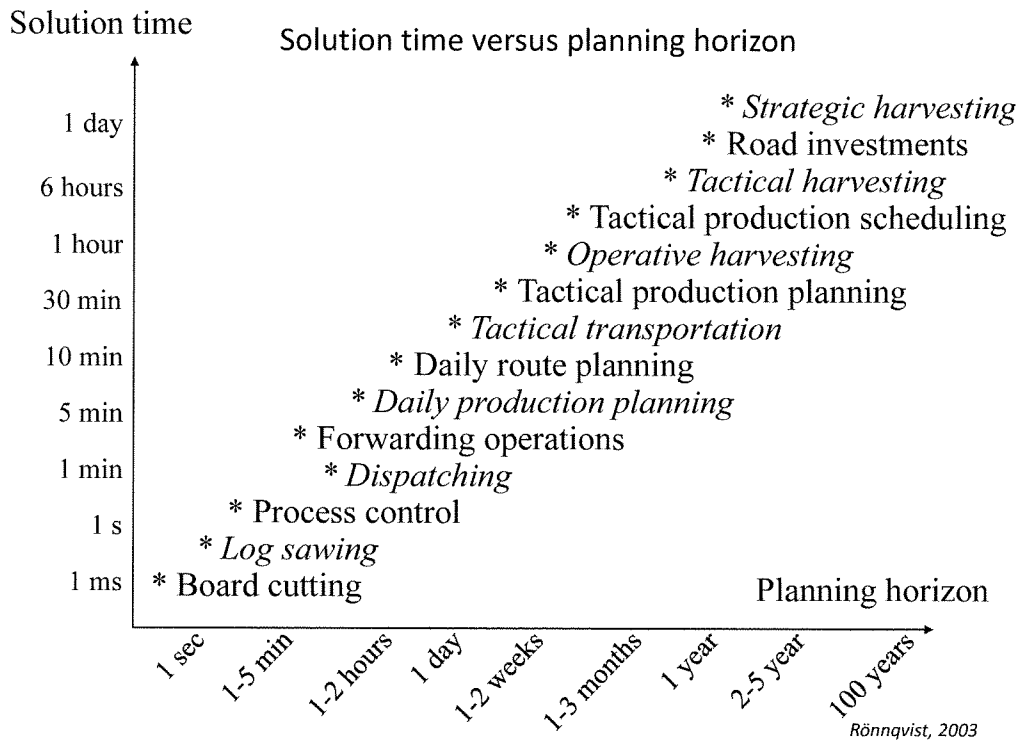 Solution time
Solution time versus planning horizon
1 day
6 hours
1 hour
30 min
10 min
5 min
1 min
1 s
1 ms
* Strategic harvesting
* Road investments
* Tactical harvesting
* Tactical production scheduling
* Operative harvesting
* Tactical production planning
* Tactical transportation
* Daily route planning
* Daily production planning
* Forwarding operations
* Dispatching
* Process control
* Log sawing
* Board cutting
Planning horizon
1 sec
1-5 min
1-2 hours
1 day
1-2 weeks
1-3 months
1 year
2-5 year
100 years
Rönnqvist, 2003